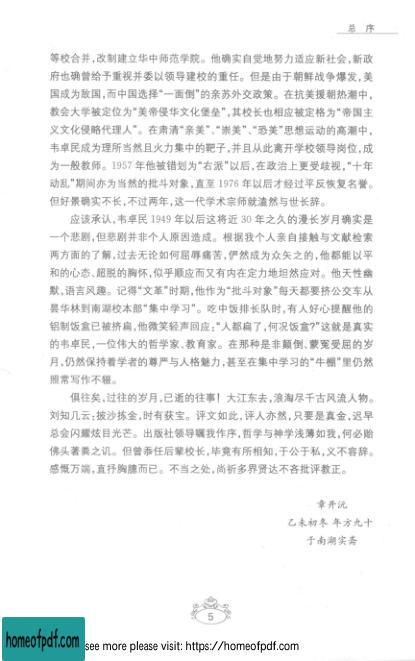 总 序
等校合并，改制建立华中师范学院。他确实自觉地努力适应新社会，新政
府也确曾给予重视并委以领导建校的重任。但是由于朝鲜战争爆发，美
国成为敌国，而中国选择“一面倒”的亲苏外交政策。在抗美援朝热潮中，
教会大学被定位为“美帝侵华文化堡垒”，其校长也相应被定格为“帝国主
义文化侵略代理人”。在肃清“亲美”、“崇美”、“恐美”思想运动的高潮中，
韦卓民成为理所当然且火力集中的靶子，并且从此离开学校领导岗位，成
为一般教师。1957年他被错划为“右派”以后，在政治上更受歧视，“十年
动乱”期间亦为当然的批斗对象，直至1976年以后才经过平反恢复名誉。
但好景确实不长，不过两年，这一代学术宗师就溘然与世长辞。
应该承认，韦卓民1949年以后这将近30年之久的漫长岁月确实是
一个悲剧，但悲剧并非个人原因造成。根据我个人亲自接触与文献检索
两方面的了解，过去无论如何屈辱痛苦，俨然成为众矢之的，他都能以平
和的心态、超脱的胸怀，似乎顺应而又有内在定力地坦然应对。他天性幽
默，语言风趣。记得“文革”时期，他作为“批斗对象”每天都要挤公交车从
昙华林到南湖校本部“集中学习”。吃中饭排长队时，有人好心提醒他的
铝制饭盒已被挤扁，他微笑轻声回应：“人都扁了，何况饭盒？”这就是真实
的韦卓民，一位伟大的哲学家、教育家。在那种是非颠倒、蒙冤受屈的岁
月，仍然保持着学者的尊严与人格魅力，甚至在集中学习的“牛棚”里仍然
照常写作不辍。
俱往矣，过往的岁月，已逝的往事！大江东去，浪淘尽千古风流人物。
刘知几云：披沙拣金，时有获宝。评文如此，评人亦然，只要是真金，迟早
总会闪耀炫目光芒。出版社领导嘱我作序，哲学与神学浅薄如我，何必贻
佛头著粪之讥。但曾忝任后辈校长，毕竟有所相知，于公于私，义不容辞。
感慨万端，直抒胸臆而已。不当之处，尚祈多界贤达不吝批评教正。
章开沅
乙未初冬 年方九十
于南湖实斋
5
homeofpdf.com
see more please visit: https://homeofpdf.com